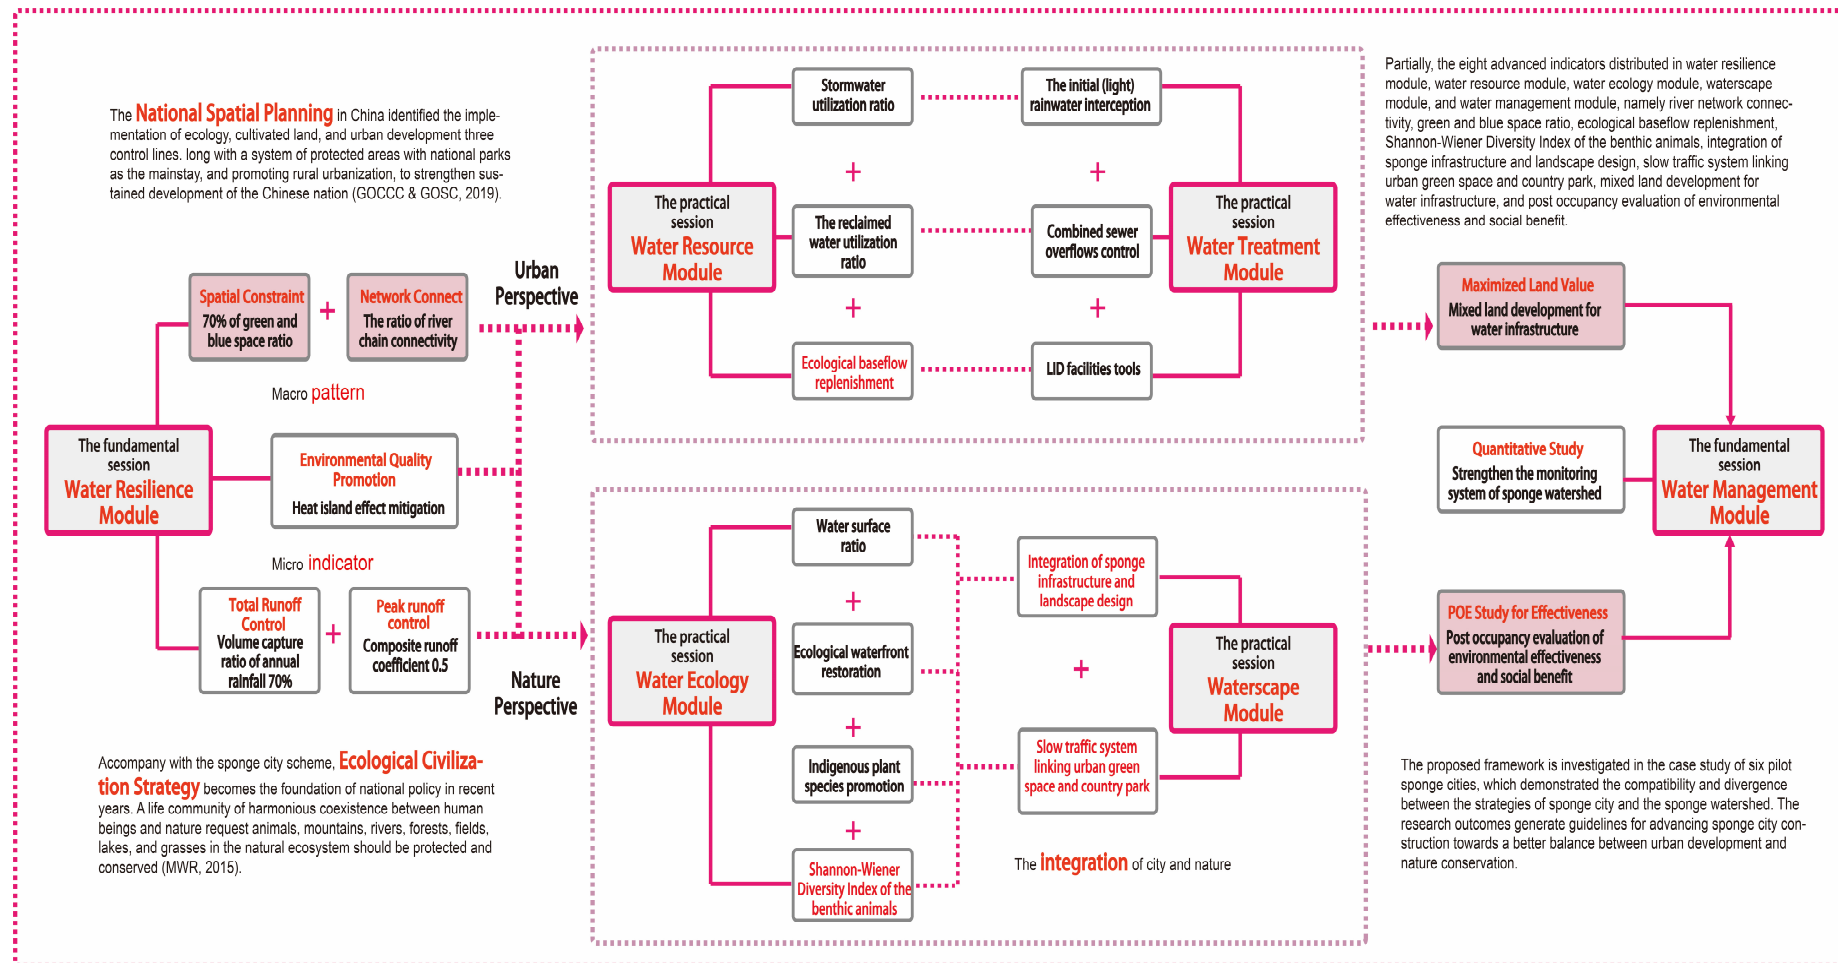 The National Spatial Planning in China identified the imple-
mentation of ecology, cultivated land, and urban development three
control lines. long with a system of protected areas with national parks
as the mainstay, and promoting rural urbanization, to strengthen sus-
tained development of the Chinese nation (GOCCC & GOSC, 2019).
Spatial Constraint
70% of green and
blue space ratio
+
Network Connect
The ratio of river
chain connectivity
Macro pattern
The fundamental
session
Water Resilience
Module
Environmental Quality
Promotion
Heat island effect mitigation
Micro indicator
Total Runoff
Control
Volume capture
ratio of annual
rainfall 70%
+
Peak runoff
control
Composite runoff
coefficient 0.5
Accompany with the sponge city scheme, Ecological Civiliza-
tion Strategy becomes the foundation of national policy in recent
years. A life community of harmonious coexistence between human
beings and nature request animals, mountains, rivers, forests, fields,
lakes, and grasses in the natural ecosystem should be protected and
conserved (MWR, 2015).
Urban
Perspective
Nature
Perspective
The practical
session
Water Resource
Module
Stormwater
utilization ratio
+
The reclaimed
water utilization
ratio
+
Ecological baseflow
replenishment
The initial (light)
rainwater interception
+
Combined sewer
overflows control
+
LID facilities tools
The practical
session
Water Treatment
Module
The practical
session
Water Ecology
Module
Water surface
ratio
+
Ecological waterfront
restoration
+
Indigenous plant
species promotion
+
Shannon-Wiener
Diversity Index of the
benthic animals
Integration of sponge
infrastructure and
landscape design
+
Slow traffic system
linking urban green
space and country park
The practical
session
Waterscape
Module
The integration of city and nature
Partially, the eight advanced indicators distributed in water resilience
module, water resource module, water ecology module, waterscape
module, and water management module, namely river network connec-
tivity, green and blue space ratio, ecological baseflow replenishment,
Shannon-Wiener Diversity Index of the benthic animals, integration of
sponge infrastructure and landscape design, slow traffic system linking
urban green space and country park, mixed land development for
water infrastructure, and post occupancy evaluation of environmental
effectiveness and social benefit.
Maximized Land Value
Mixed land development for
water infrastructure
Quantitative Study
Strengthen the monitoring
system of sponge watershed
The fundamental
session
Water Management
Module
POE Study for Effectiveness
Post occupancy evaluation of
environmental effectiveness
and social benefit
The proposed framework is investigated in the case study of six pilot
sponge cities, which demonstrated the compatibility and divergence
between the strategies of sponge city and the sponge watershed. The
research outcomes generate guidelines for advancing sponge city con-
struction towards a better balance between urban development and
nature conservation.